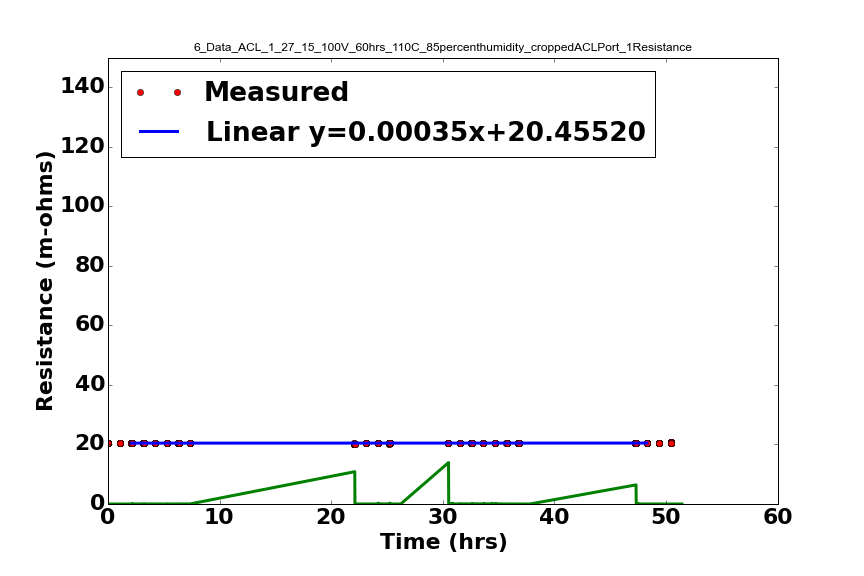 6_Data_ACL_1_27_15_100V_60hrs_110C_85percenthumidity_croppedACLPort_1Resistance
Measured
Linear y=0.00035x+20.45520
140
120
100
80
60
40
20
0
Resistance (m-ohms)
0 10 20 30 40 50 60
Time (hrs)